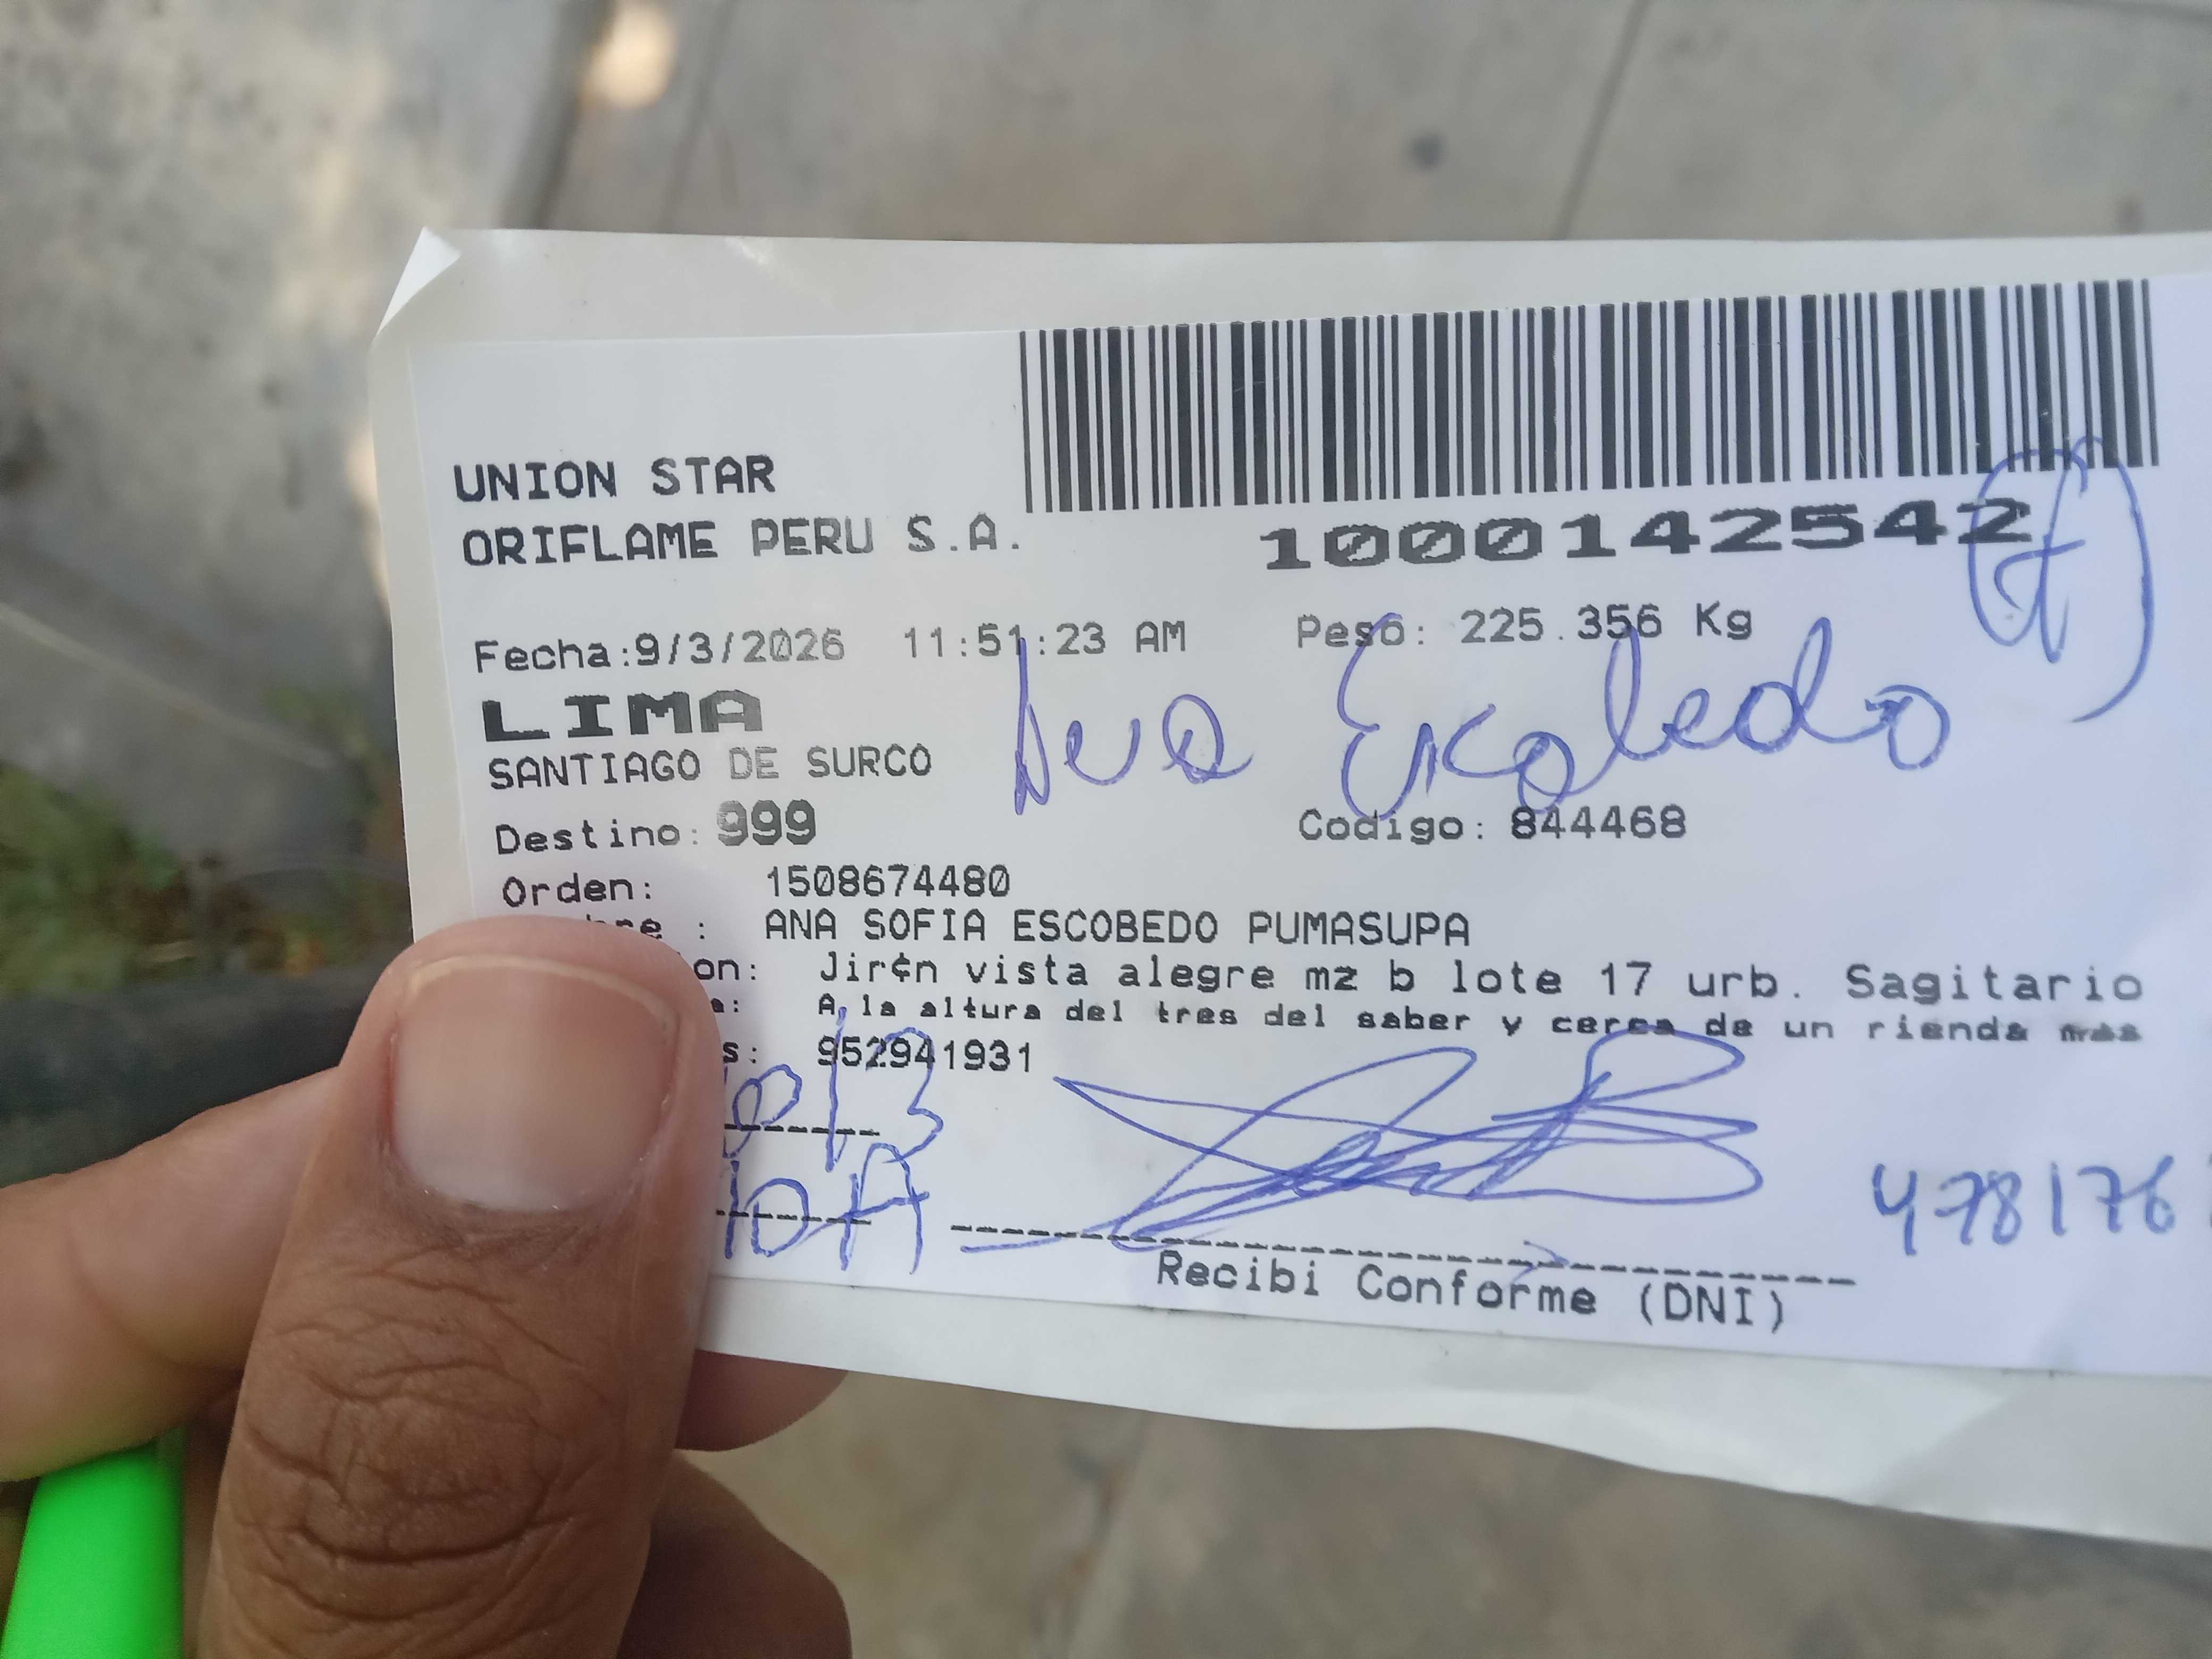 UNION STAR
ORIFLAME PERU S.A.
1000142542
Fecha:9/3/2026 11:51:23 AM Peso: 225.356 Kg
LIMA
SANTIAGO DE SURCO
Escobedo
Destino: 999 Codigo: 844468
Orden: 1508674480
re : ANA SOFIA ESCOBEDO PUMASUPA
on: Jir¢n vista alegre mz b lote 17 urb. Sagitario
a: A la altura del tres del saber y cerca de un rienda mas
s: 952941931
478176
Recibi Conforme (DNI)